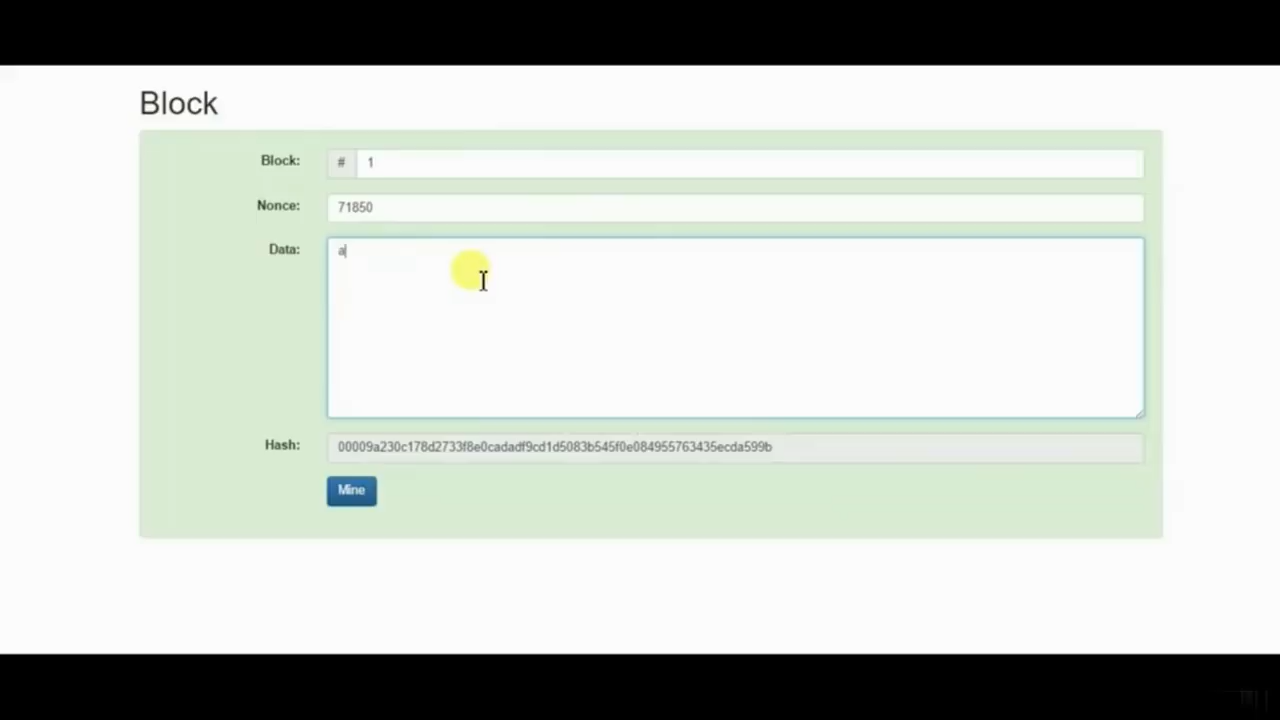 Block
Block: # 1
Nonce: 71850
Data: a
Hash: 00009a230c178d2733f8e0cadadf9cd1d5083b545f0e084955763435ecda599b
Mine